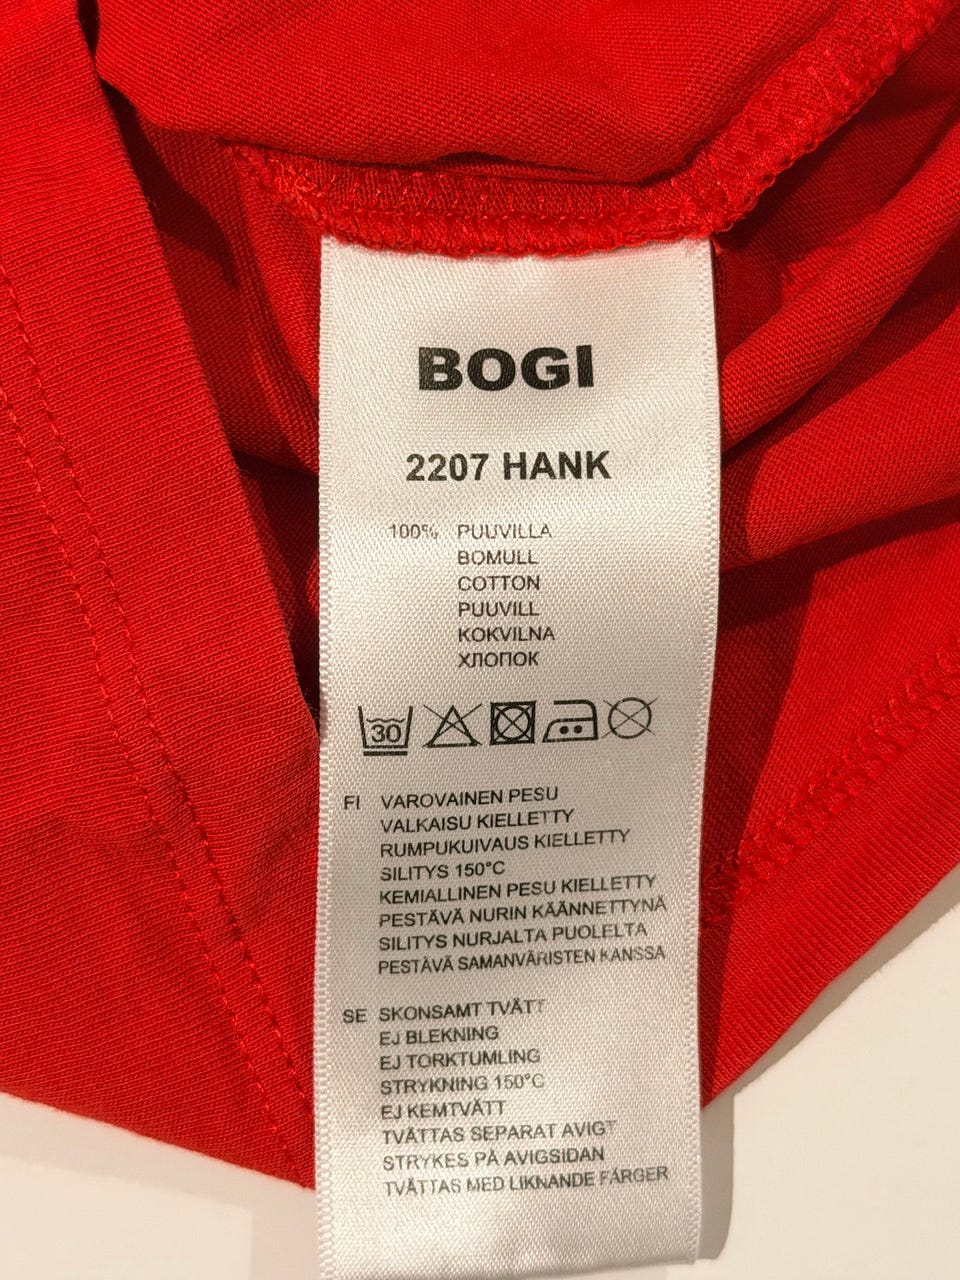 BOGI
2207 HANK
100% PUUVILLA
BOMULL
COTTON
PUUVILL
KOKVILNA
ХЛОПОК
30
FI VAROVAINEN PESU
VALKAISU KIELLETTY
RUMPUKUIVAUS KIELLETTY
SILITYS 150°C
KEMIALLINEN PESU KIELLETTY
PESTÄVÄ NURIN KÄÄNNETTYNÄ
SILITYS NURJALTA PUOLELTA
PESTÄVÄ SAMANVÄRISTEN KANSSA
SE SKONSAMT TVÄTT
EJ BLEKNING
EJ TORKTUMLING
STRYKNING 150°C
EJ KEMTVÄTT
TVÄTTAS SEPARAT AVIGT
STRYKES PÅ AVIGSIDAN
TVÄTTAS MED LIKNANDE FÄRGER